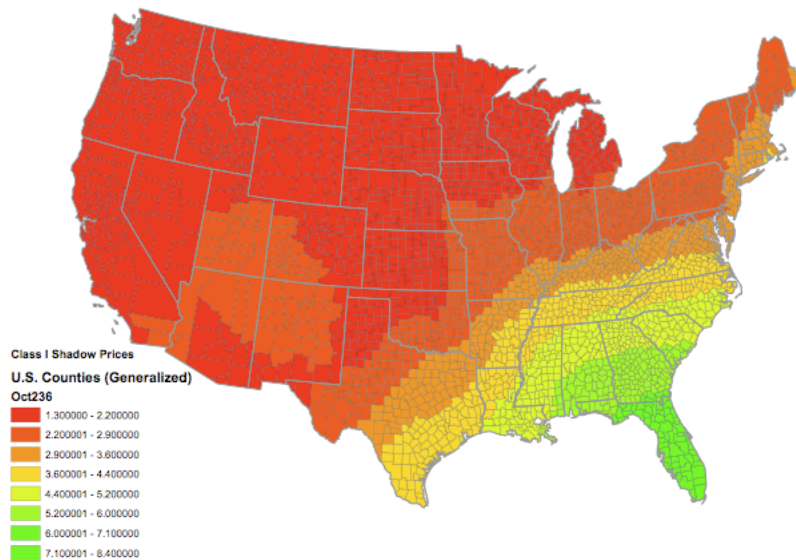 Class I Shadow Prices
U.S. Counties (Generalized)
Oct236
1.300000 - 2.200000
2.200001 - 2.900000
2.900001 - 3.600000
3.600001 - 4.400000
4.400001 - 5.200000
5.200001 - 6.000000
6.000001 - 7.100000
7.100001 - 8.400000